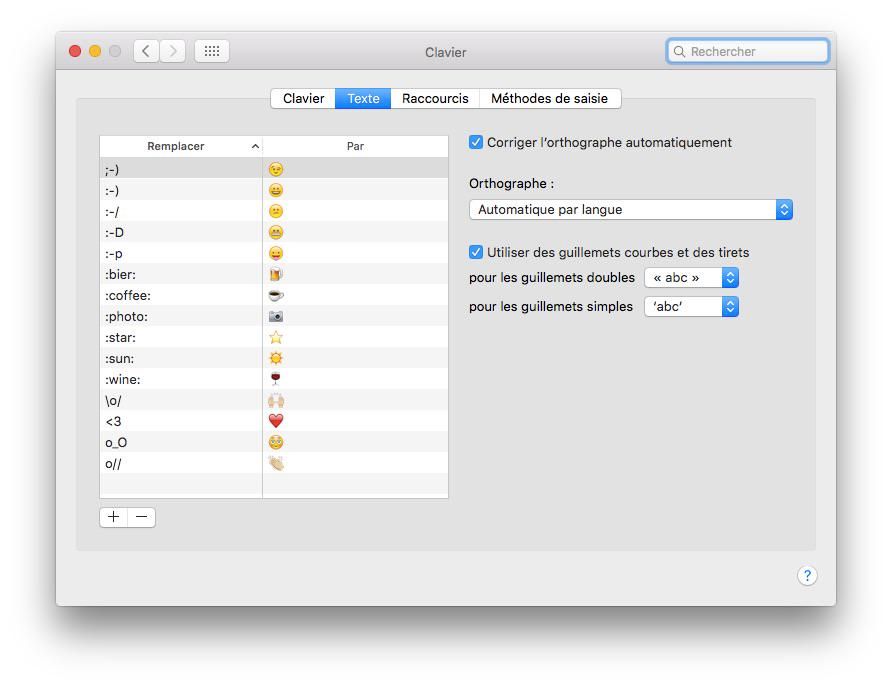 Clavier
Rechercher
Clavier Texte Raccourcis Méthodes de saisie
Remplacer Par
;-) 😉
:-) 😄
:-/ 😕
:-D 😁
:-p 😛
:bier: 🍺
:coffee: ☕
:photo: 📷
:star: ⭐
:sun: ☀
:wine: 🍷
\o/ 🙌🏼
<3 ❤
o_O 😳
o// 👏🏼
+ −
Corriger l’orthographe automatiquement
Orthographe :
Automatique par langue
Utiliser des guillemets courbes et des tirets
pour les guillemets doubles « abc »
pour les guillemets simples ‘abc’
?